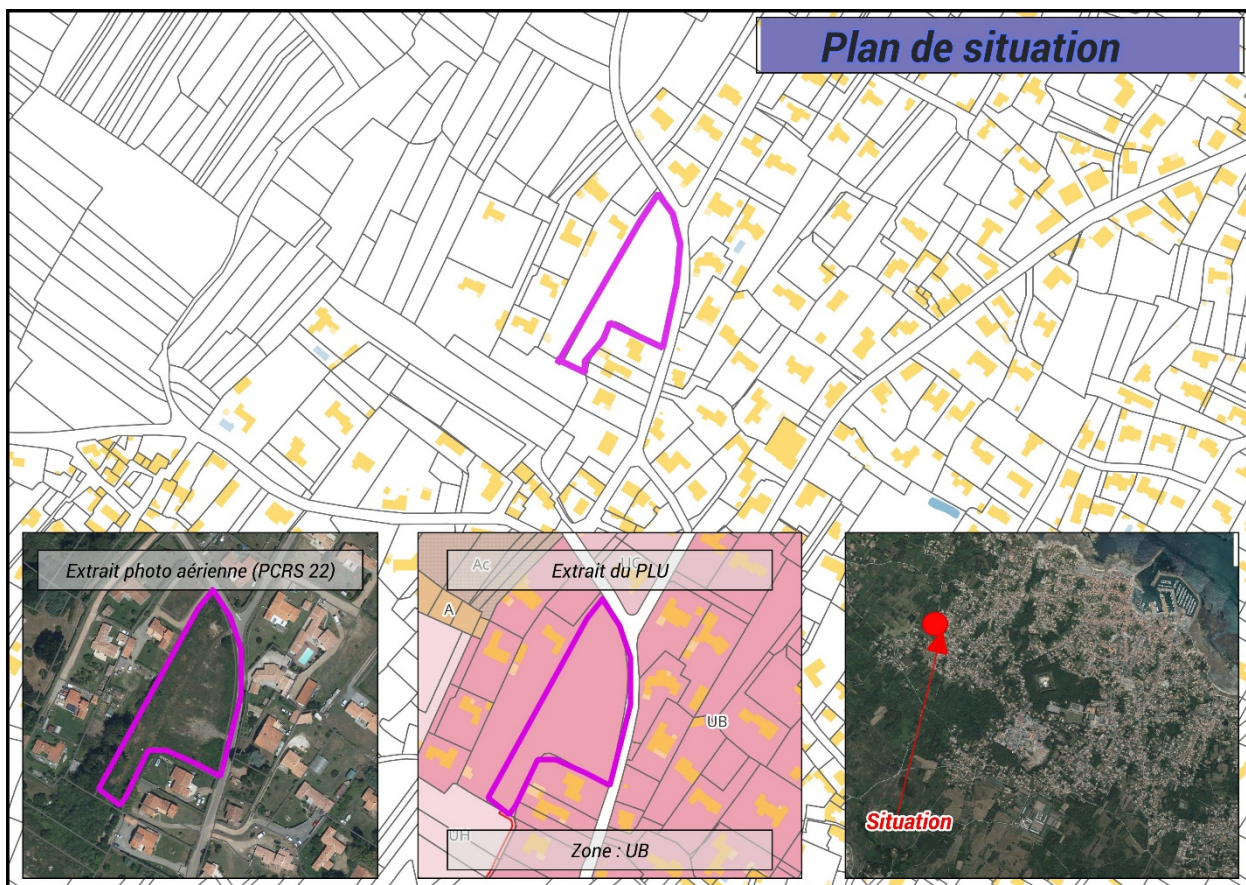 Plan de situation
Extrait photo aérienne (PCRS 22)
Extrait du PLU
Ac
UC
A
UB
UH
Zone : UB
Situation